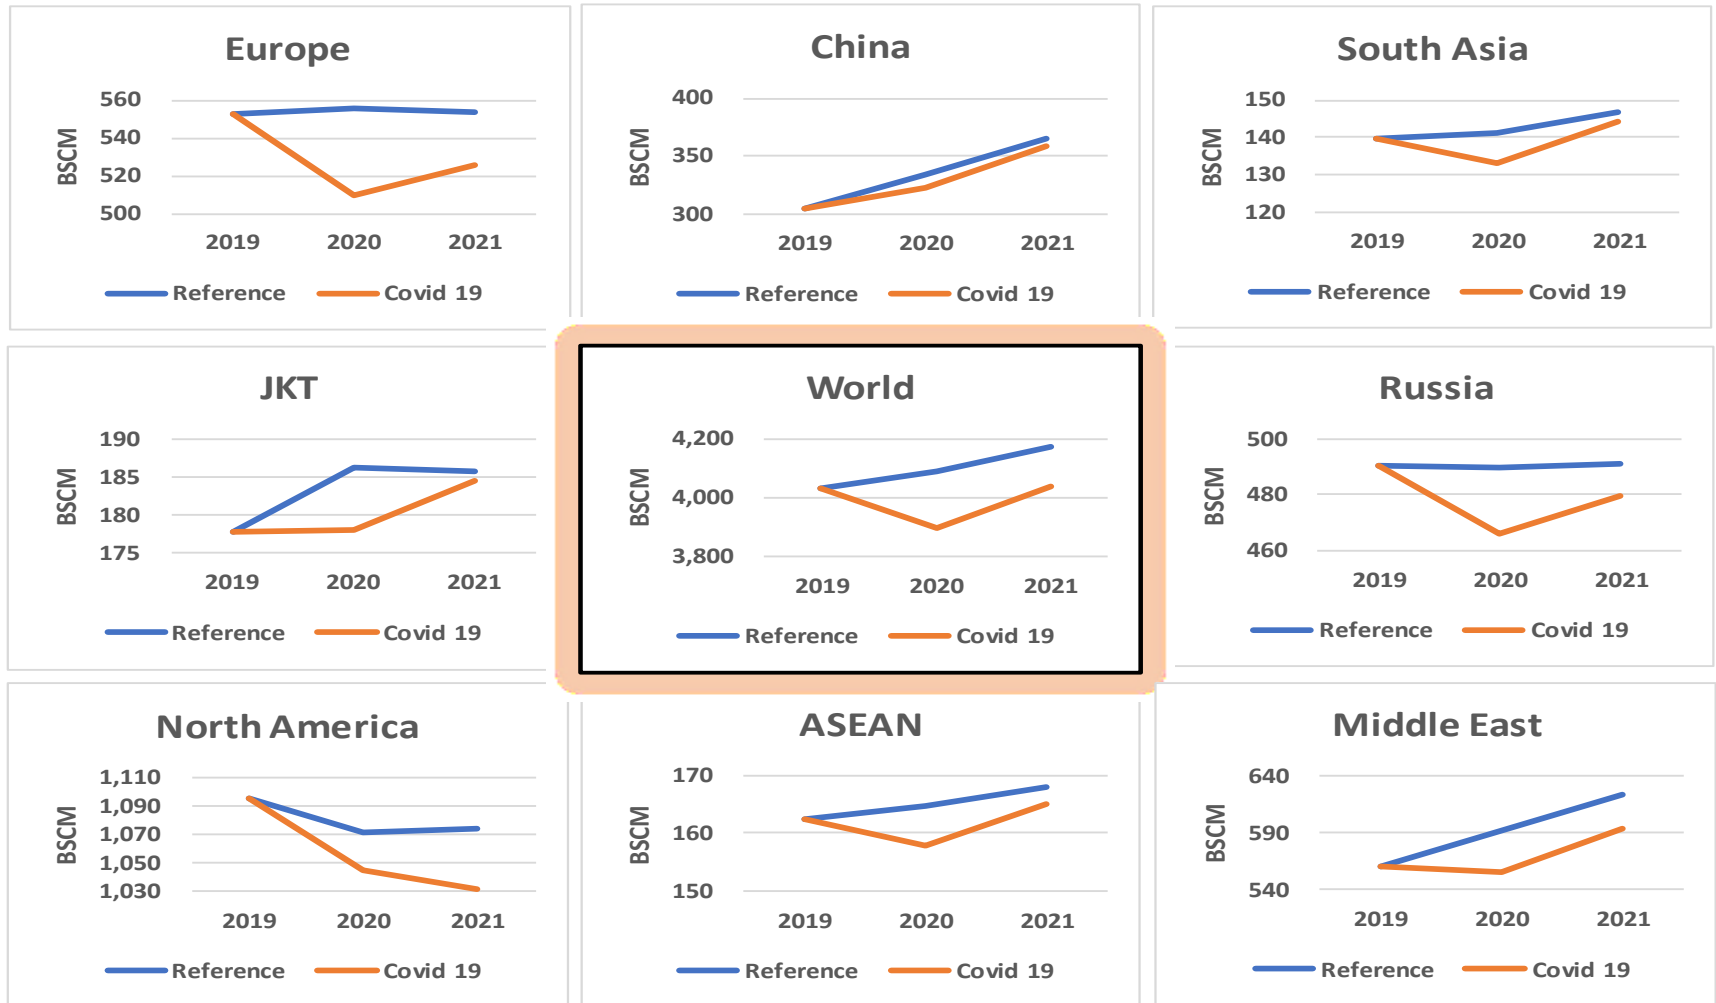 Europe
BSCM
560
540
520
500
2019 2020 2021
Reference Covid 19
China
BSCM
400
350
300
2019 2020 2021
Reference Covid 19
South Asia
BSCM
150
140
130
120
2019 2020 2021
Reference Covid 19
JKT
BSCM
190
185
180
175
2019 2020 2021
Reference Covid 19
World
BSCM
4,200
4,000
3,800
2019 2020 2021
Reference Covid 19
Russia
BSCM
500
480
460
2019 2020 2021
Reference Covid 19
North America
BSCM
1,110
1,090
1,070
1,050
1,030
2019 2020 2021
Reference Covid 19
ASEAN
BSCM
170
160
150
2019 2020 2021
Reference Covid 19
Middle East
BSCM
640
590
540
2019 2020 2021
Reference Covid 19